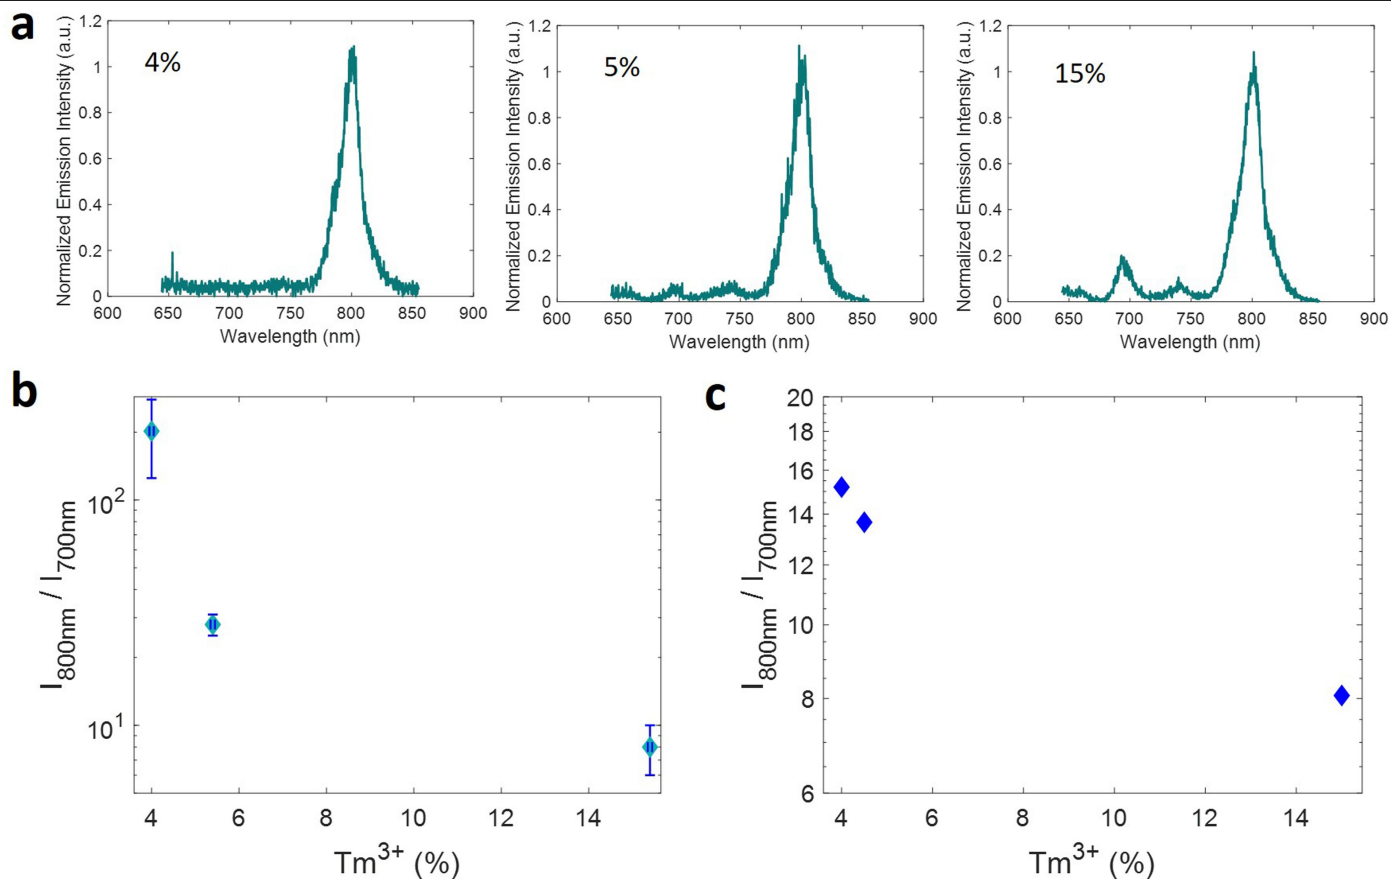 a
Normalized Emission Intensity (a.u.)
1.2
1
0.8
0.6
0.4
0.2
0
4%
600 650 700 750 800 850 900
Wavelength (nm)
Normalized Emission Intensity (a.u.)
1.2
1
0.8
0.6
0.4
0.2
0
5%
600 650 700 750 800 850 900
Wavelength (nm)
Normalized Emission Intensity (a.u.)
1.2
1
0.8
0.6
0.4
0.2
0
15%
600 650 700 750 800 850 900
Wavelength (nm)
b
I800nm / I700nm
10²
10¹
4 6 8 10 12 14
Tm³⁺ (%)
c
I800nm / I700nm
20
18
16
14
12
10
8
6
4 6 8 10 12 14
Tm³⁺ (%)